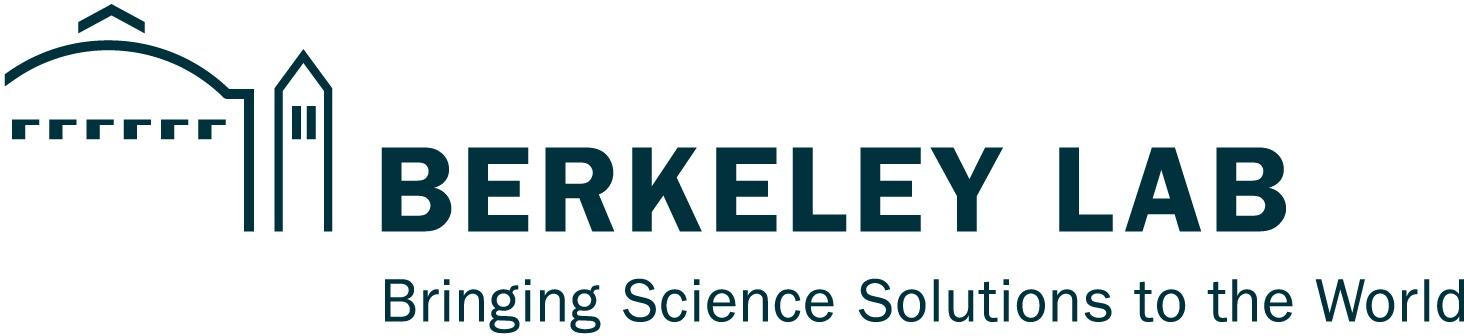 BERKELEY LAB
Bringing Science Solutions to the World